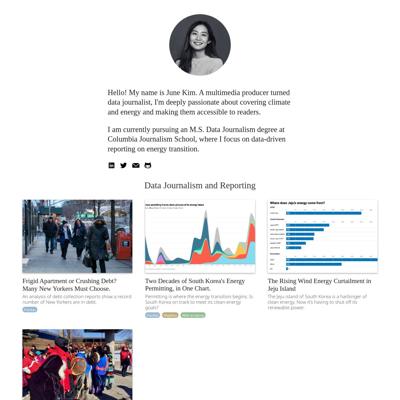 Hello! My name is June Kim. A multimedia producer turned
data journalist, I'm deeply passionate about covering climate
and energy and making them accessible to readers.
I am currently pursuing an M.S. Data Journalism degree at
Columbia Journalism School, where I focus on data-driven
reporting on energy transition.
Data Journalism and Reporting
Frigid Apartment or Crushing Debt?
Many New Yorkers Must Choose.
An analysis of debt collection reports show a record
number of New Yorkers are in debt.
Two Decades of South Korea's Energy
Permitting, in One Chart.
Permitting is where the energy transition begins. Is
South Korea on track to meet its clean energy
goals?
Where does Jeju's energy come from?
The Rising Wind Energy Curtailment in
Jeju Island
The Jeju island of South Korea is a harbinger of
clean energy. Now it's having to shut off its
renewable power.